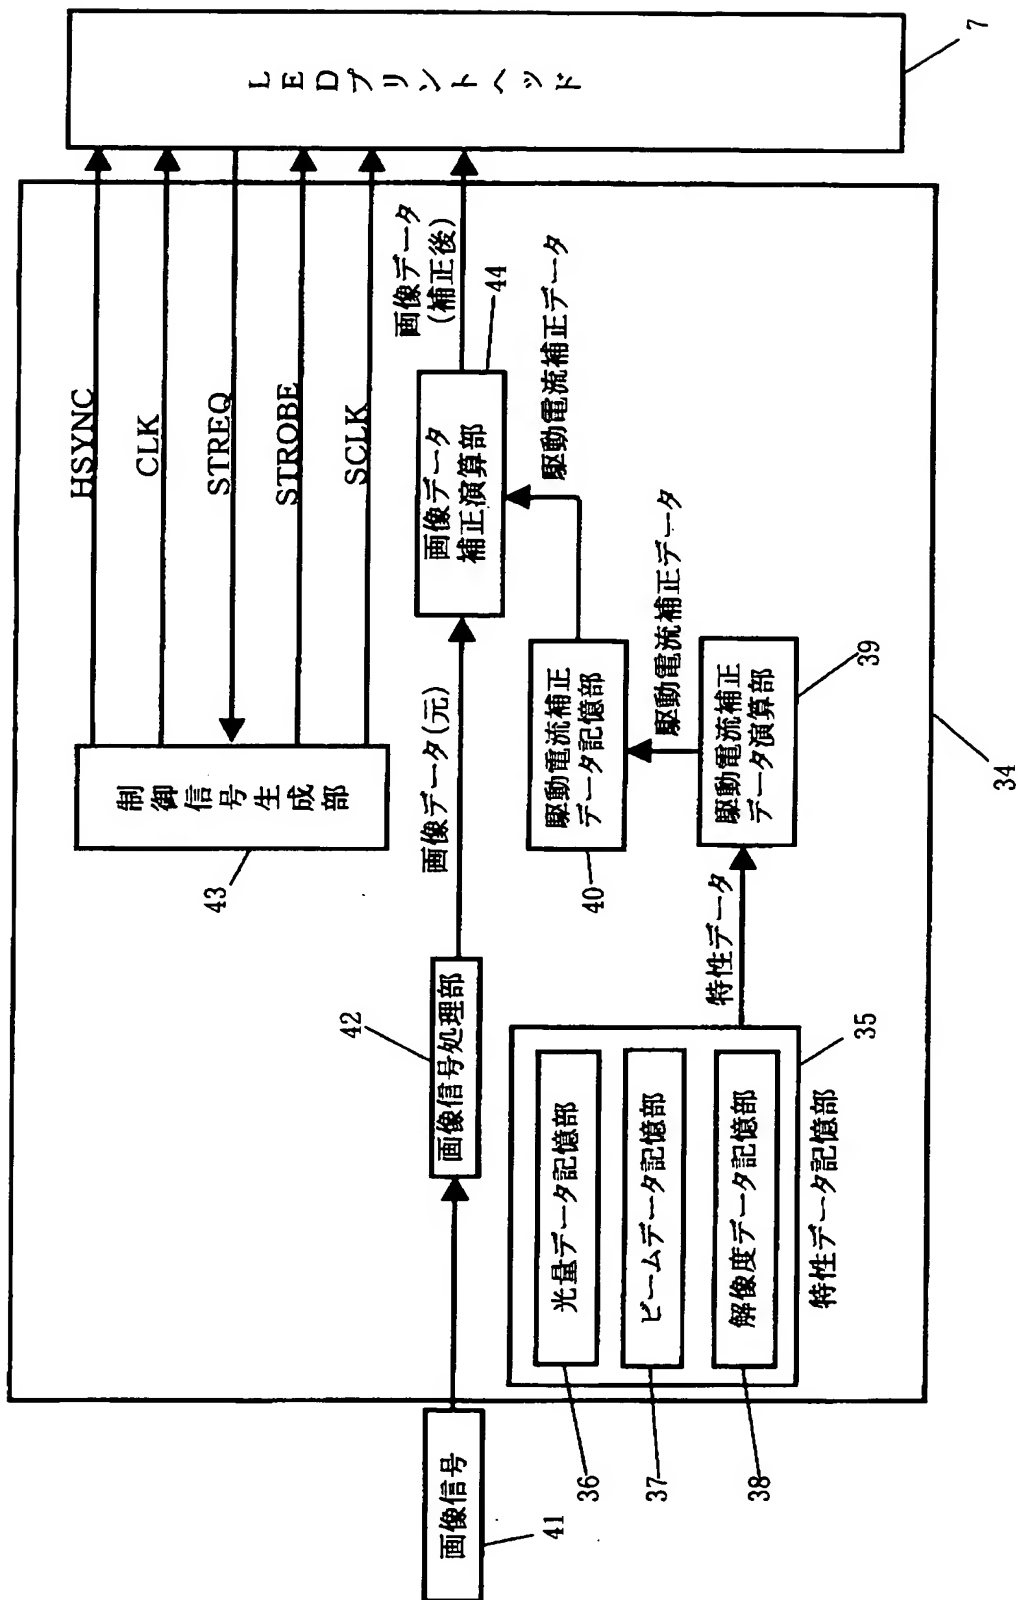 LEDプリントヘッド
7
HSYNC
CLK
STREQ
STROBE
SCLK
制御信号生成部
43
画像信号
41
画像信号処理部
42
画像データ(元)
画像データ
補正演算部
44
画像データ
(補正後)
駆動電流補正データ
駆動電流補正
データ記憶部
40
駆動電流補正データ
駆動電流補正
データ演算部
39
特性データ
光量データ記憶部
36
ビームデータ記憶部
37
解像度データ記憶部
38
35
特性データ記憶部
34